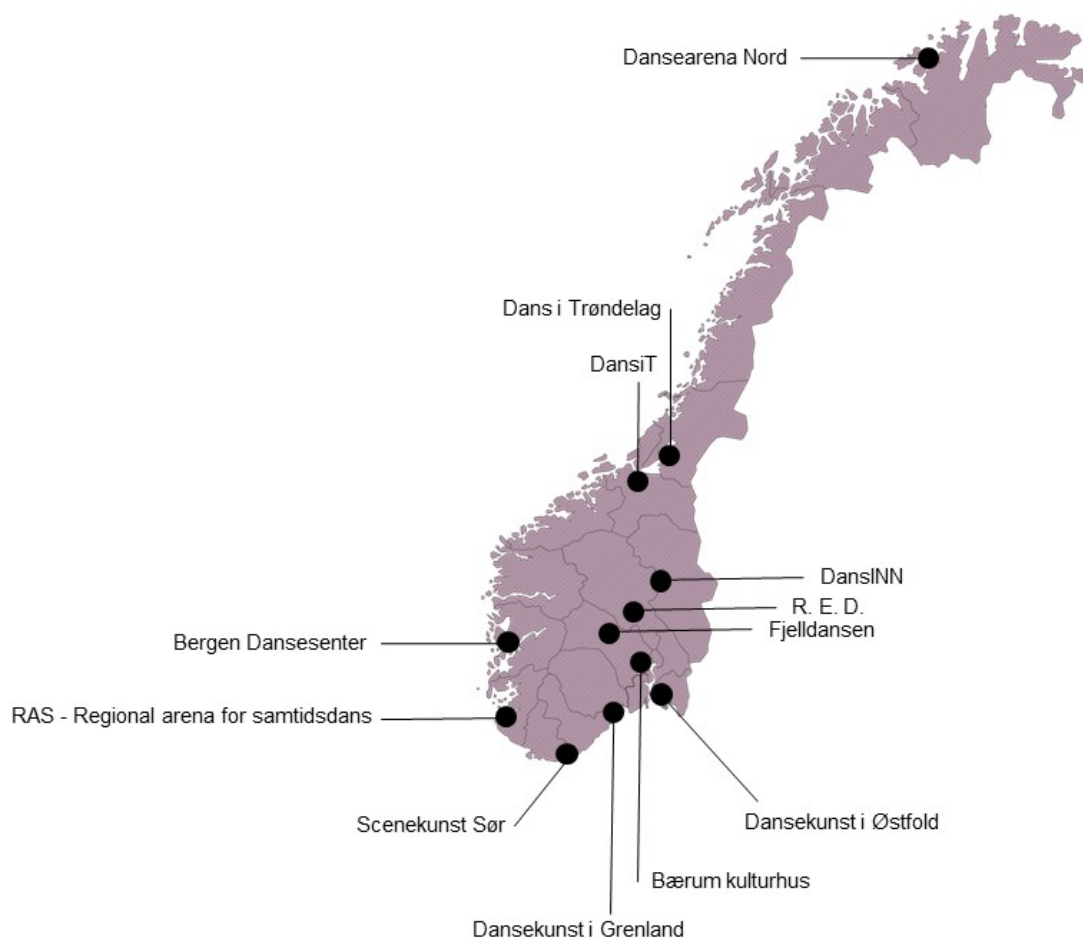 Dansearena Nord
Dans i Trøndelag
DansiT
DansINN
R. E. D.
Fjelldansen
Bergen Dansesenter
RAS - Regional arena for samtidsdans
Scenekunst Sør
Dansekunst i Østfold
Bærum kulturhus
Dansekunst i Grenland